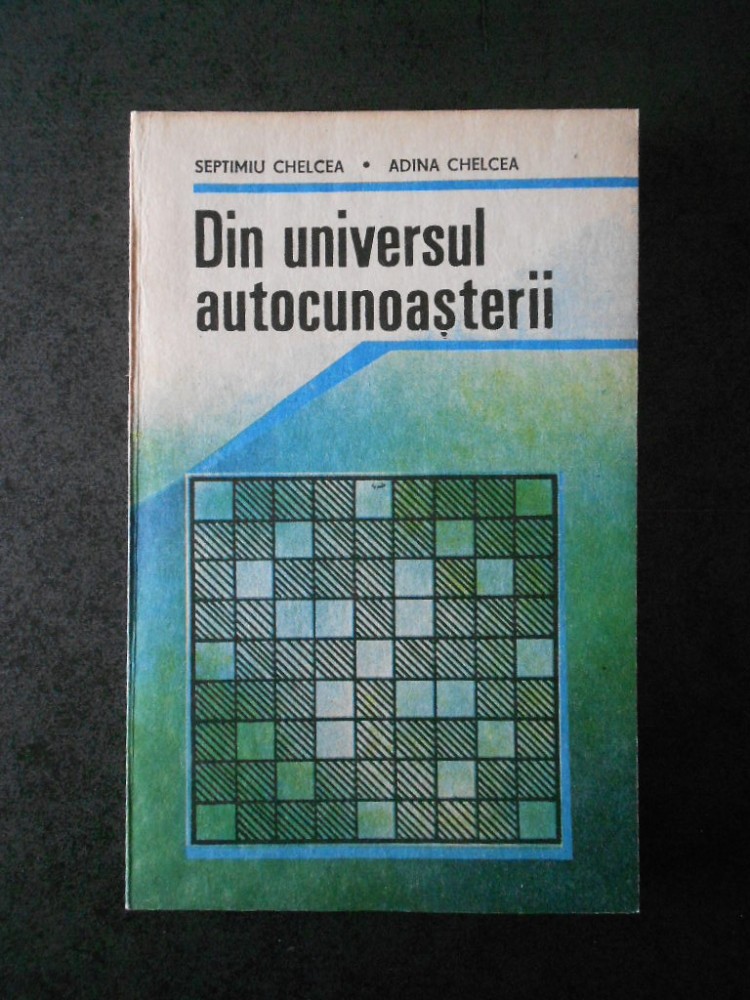 SEPTIMIU CHELCEA • ADINA CHELCEA
Din universul
autocunoașterii